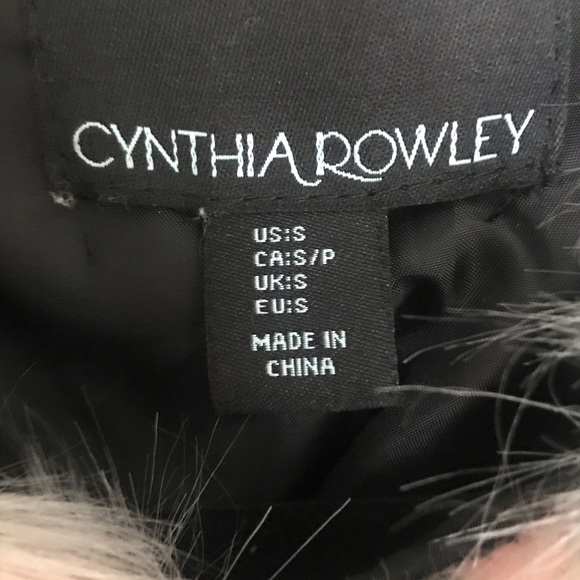 CYNTHIA ROWLEY
US:S
CA:S/P
UK:S
EU:S
MADE IN
CHINA